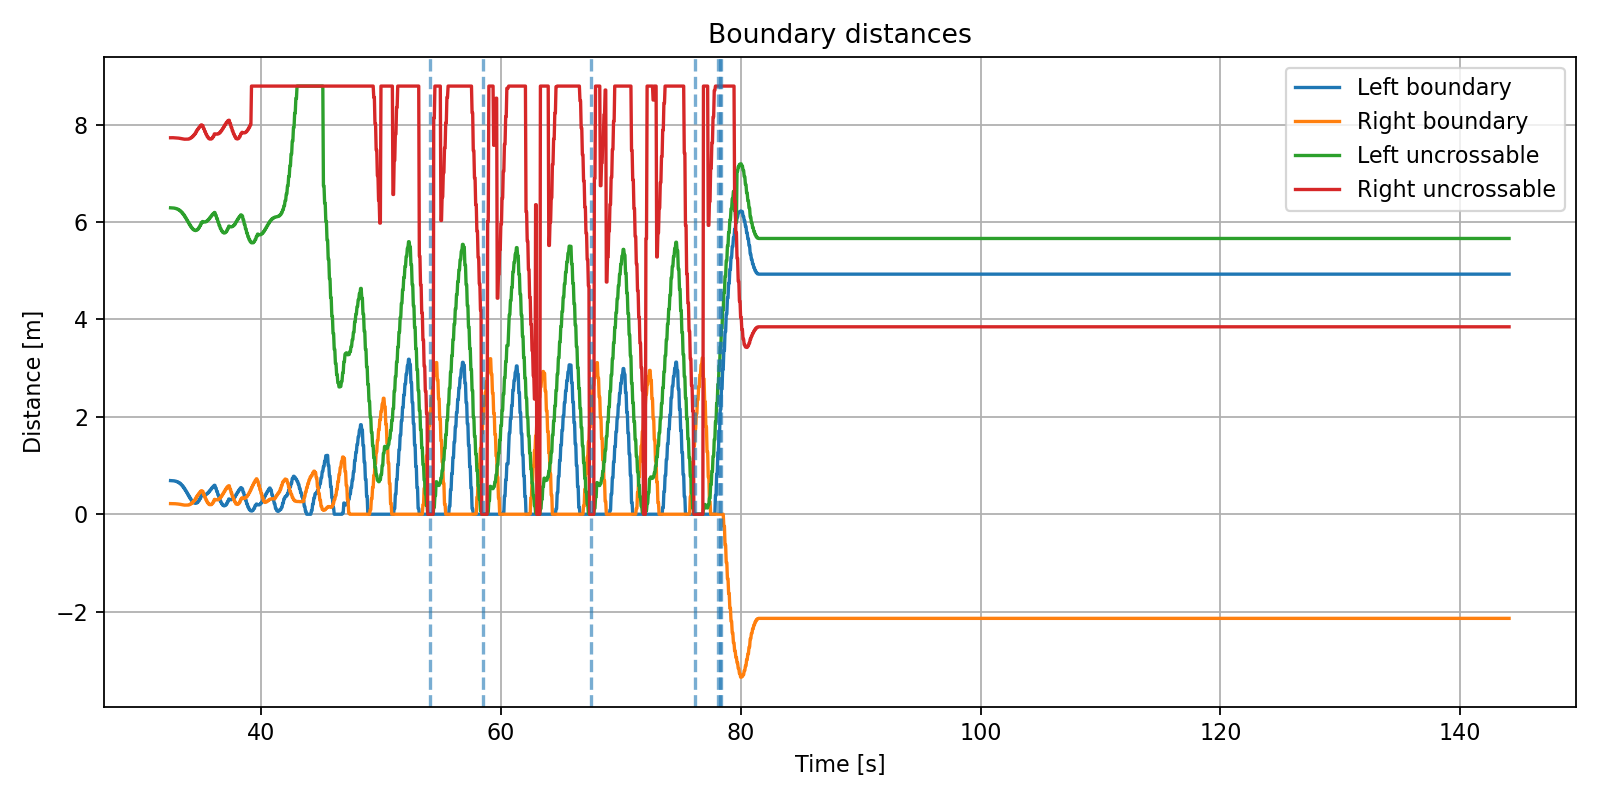 Boundary distances
Distance [m]
8
6
4
2
0
−2
40
60
80
100
120
140
Time [s]
Left boundary
Right boundary
Left uncrossable
Right uncrossable